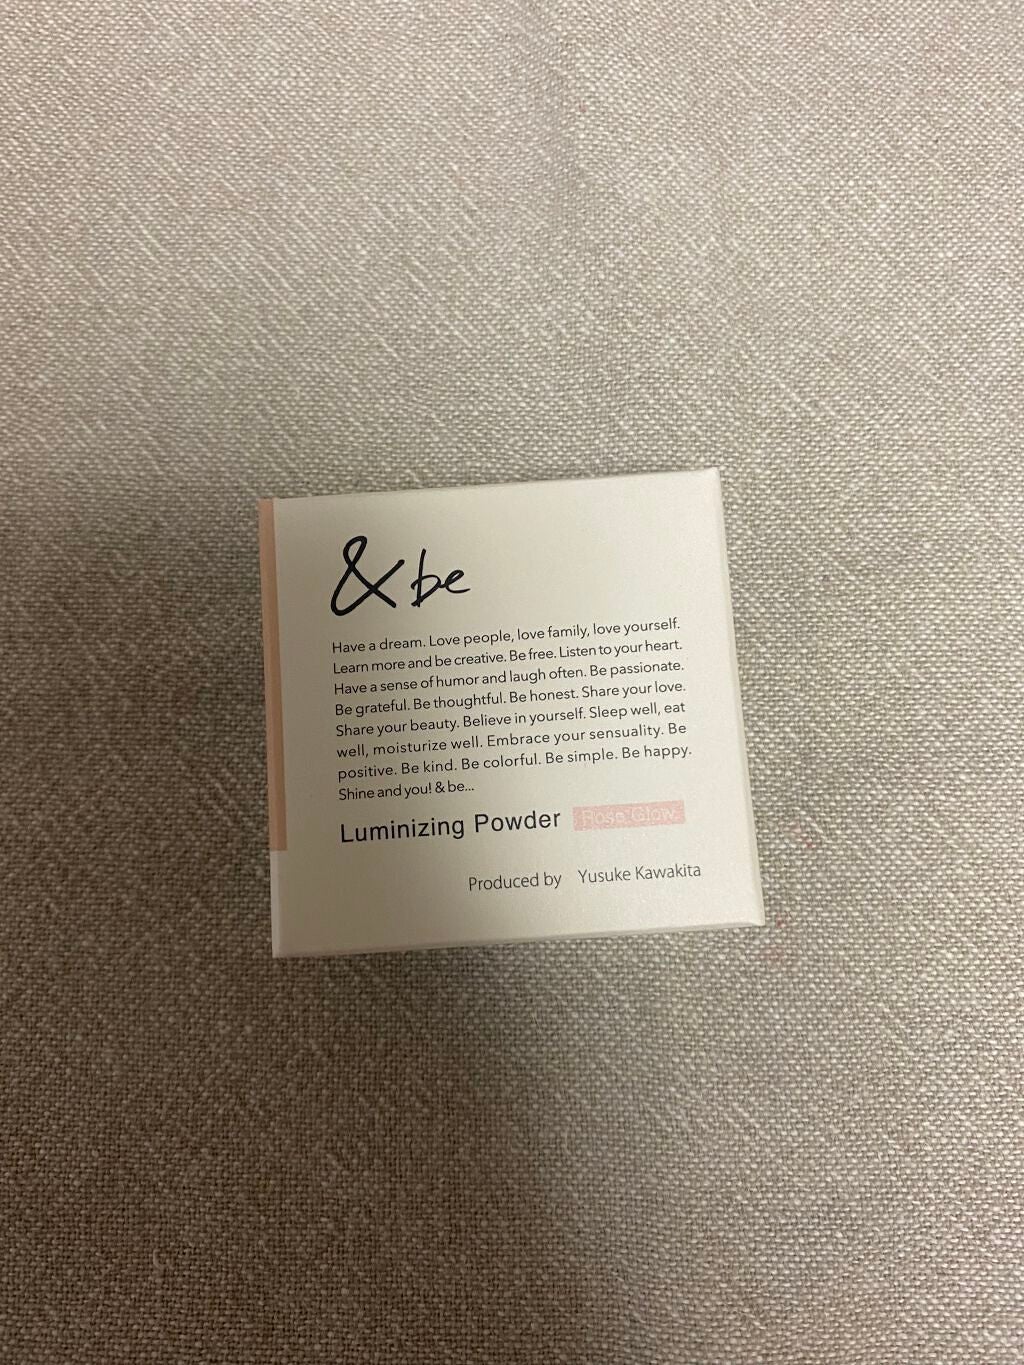 & be
Have a dream. Love people, love family, love yourself.
Learn more and be creative. Be free. Listen to your heart.
Have a sense of humor and laugh often. Be passionate.
Be grateful. Be thoughtful. Be honest. Share your love.
Share your beauty. Believe in yourself. Sleep well, eat
well, moisturize well. Embrace your sensuality. Be
positive. Be kind. Be colorful. Be simple. Be happy.
Shine and you! & be...
Luminizing Powder Rose Glow
Produced by Yusuke Kawakita